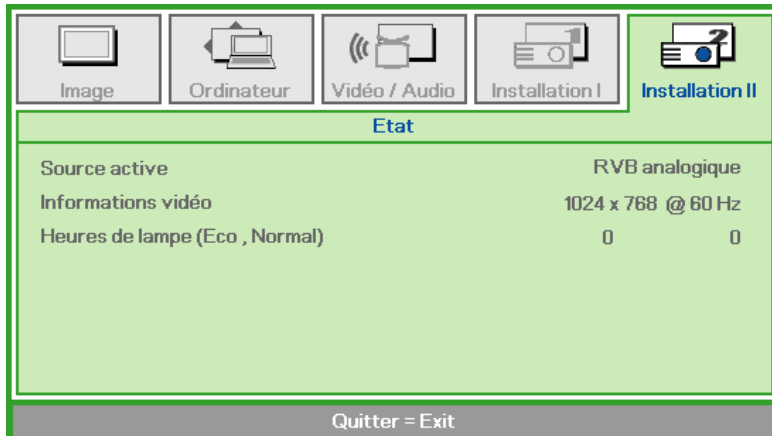 Image
Ordinateur
Vidéo / Audio
Installation I
2
Installation II
Etat
Source active RVB analogique
Informations vidéo 1024 x 768 @ 60 Hz
Heures de lampe (Eco , Normal) 0 0
Quitter = Exit